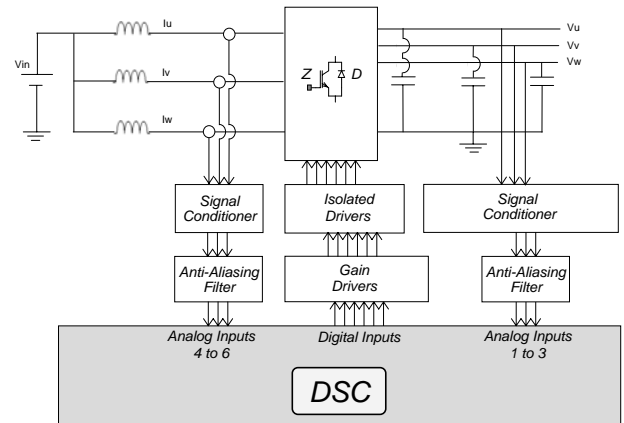 Iu
Vin
Iv
Iw
Z
D
Vu
Vv
Vw
Signal
Conditioner
Isolated
Drivers
Signal
Conditioner
Anti-Aliasing
Filter
Gain
Drivers
Anti-Aliasing
Filter
Analog Inputs
4 to 6
Digital Inputs
Analog Inputs
1 to 3
DSC